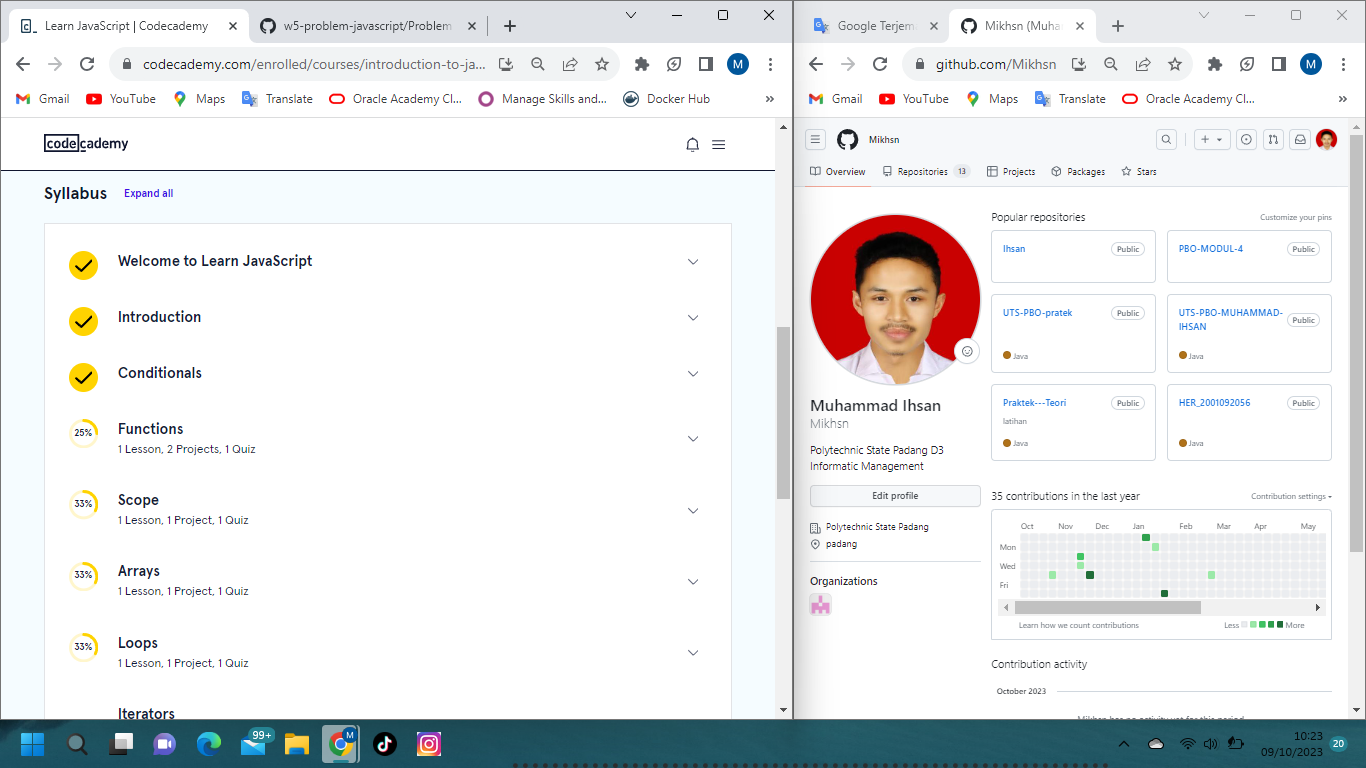 Learn JavaScript | Codecademy
w5-problem-javascript/Problem
codecademy.com/enrolled/courses/introduction-to-ja...
M
Gmail
YouTube
Maps
Translate
Oracle Academy Cl...
Manage Skills and...
Docker Hub
»
codecademy
Syllabus
Expand all
Welcome to Learn JavaScript
Introduction
Conditionals
25%
Functions
1 Lesson, 2 Projects, 1 Quiz
33%
Scope
1 Lesson, 1 Project, 1 Quiz
33%
Arrays
1 Lesson, 1 Project, 1 Quiz
33%
Loops
1 Lesson, 1 Project, 1 Quiz
Iterators
Google Terjem
Mikhsn (Muha
github.com/Mikhsn
M
Gmail
YouTube
Maps
Translate
Oracle Academy Cl...
»
Mikhsn
Overview
Repositories 13
Projects
Packages
Stars
Muhammad Ihsan
Mikhsn
Polytechnic State Padang D3
Informatic Management
Edit profile
Polytechnic State Padang
padang
Organizations
Popular repositories
Customize your pins
Ihsan
Public
PBO-MODUL-4
Public
UTS-PBO-pratek
Public
Java
UTS-PBO-MUHAMMAD-
IHSAN
Public
Java
Praktek---Teori
Public
latihan
Java
HER_2001092056
Public
Java
35 contributions in the last year
Contribution settings
Oct Nov Dec Jan Feb Mar Apr May
Mon
Wed
Fri
Learn how we count contributions
Less
More
Contribution activity
October 2023
Mikhsn has no activity yet for this period.
99+
M
10:23
09/10/2023
20